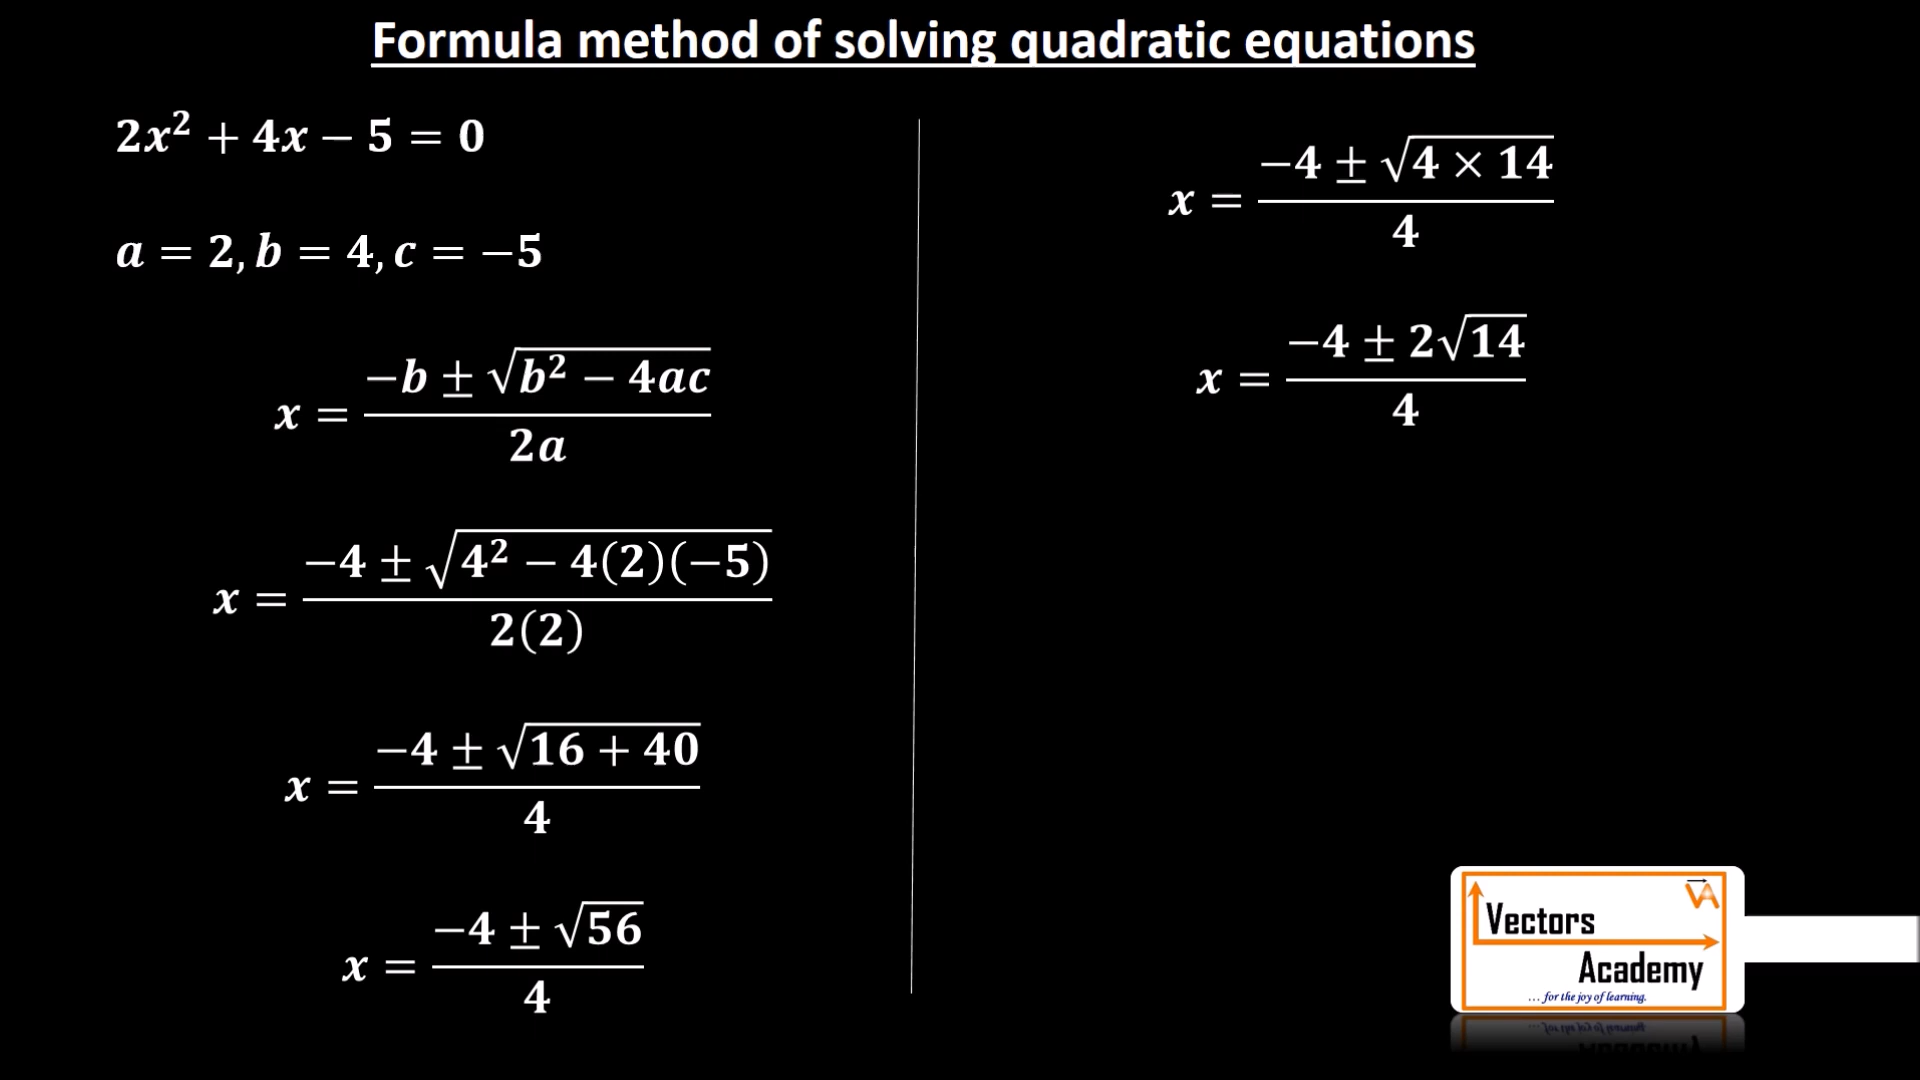 Formula method of solving quadratic equations
2x² + 4x − 5 = 0
a = 2, b = 4, c = −5
x = (−b ± √(b² − 4ac)) / 2a
x = (−4 ± √(4² − 4(2)(−5))) / 2(2)
x = (−4 ± √(16 + 40)) / 4
x = (−4 ± √56) / 4
x = (−4 ± √(4 × 14)) / 4
x = (−4 ± 2√14) / 4
VA
Vectors
Academy
... for the joy of learning.